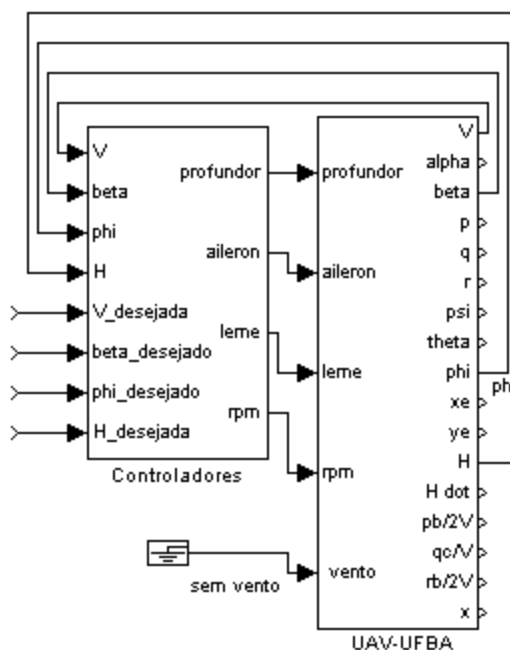 V
beta
phi
H
V_desejada
beta_desejado
phi_desejado
H_desejada
profundor
aileron
leme
rpm
Controladores
profundor
aileron
leme
rpm
vento
sem vento
V
alpha
beta
p
q
r
psi
theta
phi
xe
ye
H
H dot
pb/2V
qc/V
rb/2V
x
ph
UAV-UFBA